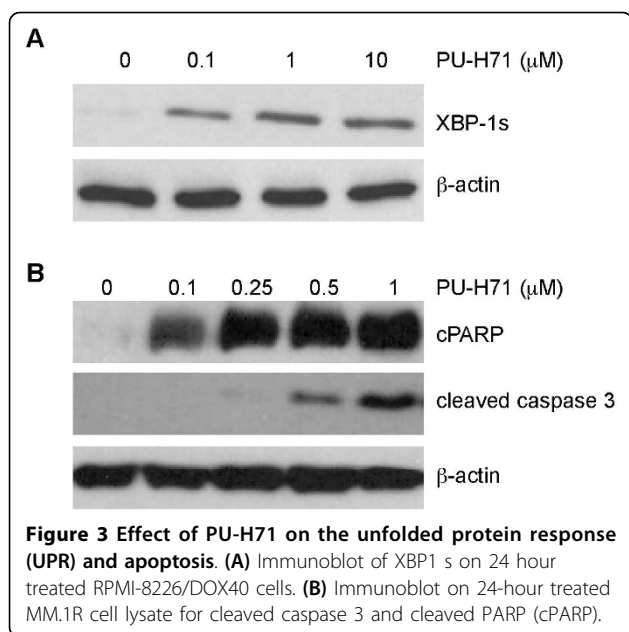 A
0 0.1 1 10 PU-H71 (μM)
XBP-1s
β-actin
B
0 0.1 0.25 0.5 1 PU-H71 (μM)
cPARP
cleaved caspase 3
β-actin
Figure 3 Effect of PU-H71 on the unfolded protein response
(UPR) and apoptosis. (A) Immunoblot of XBP1 s on 24 hour
treated RPMI-8226/DOX40 cells. (B) Immunoblot on 24-hour treated
MM.1R cell lysate for cleaved caspase 3 and cleaved PARP (cPARP).